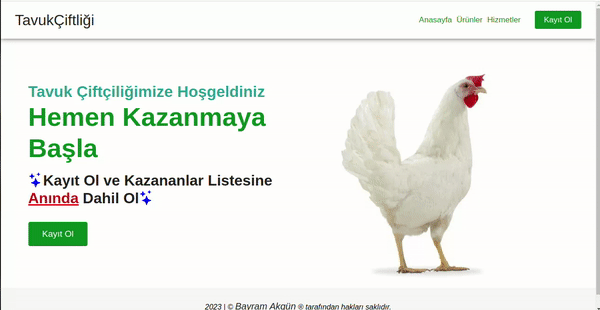 TavukÇiftliği
Anasayfa Ürünler Hizmetler Kayıt Ol
Tavuk Çiftçiliğimize Hoşgeldiniz
Hemen Kazanmaya
Başla
✨Kayıt Ol ve Kazananlar Listesine
Anında Dahil Ol✨
Kayıt Ol
2023 | © Bayram Akgün ® tarafından hakları saklıdır.